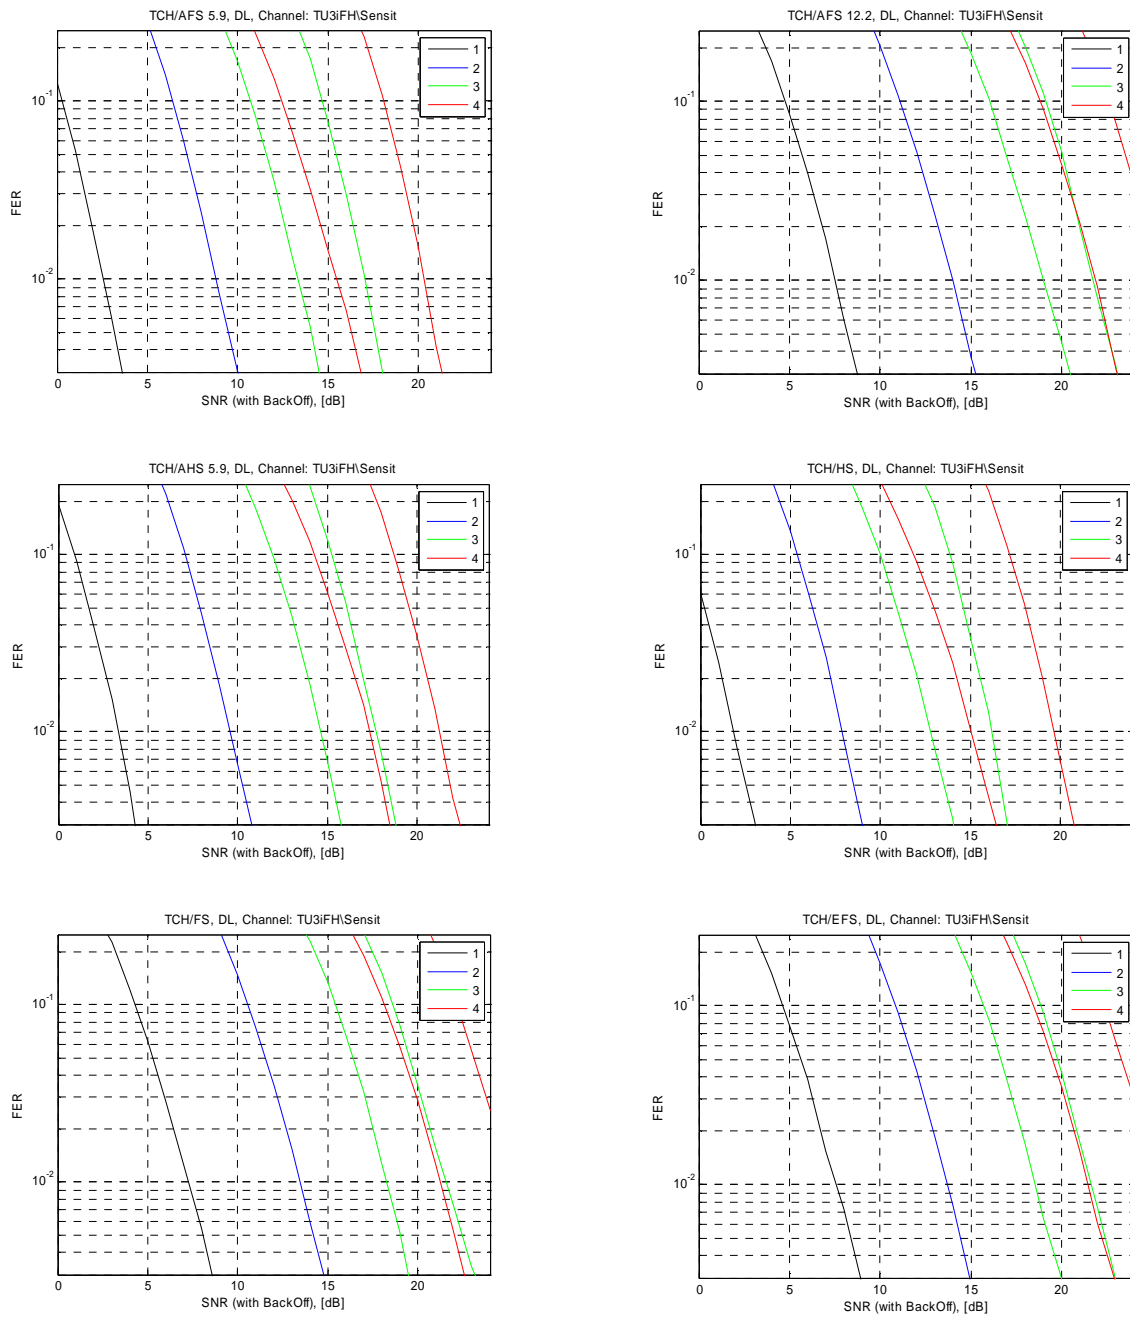 TCH/AFS 5.9, DL, Channel: TU3iFH\Sensit
1
2
3
4
10^-1
10^-2
FER
0 5 10 15 20
SNR (with BackOff), [dB]
TCH/AFS 12.2, DL, Channel: TU3iFH\Sensit
1
2
3
4
10^-1
10^-2
FER
0 5 10 15 20
SNR (with BackOff), [dB]
TCH/AHS 5.9, DL, Channel: TU3iFH\Sensit
1
2
3
4
10^-1
10^-2
FER
0 5 10 15 20
SNR (with BackOff), [dB]
TCH/HS, DL, Channel: TU3iFH\Sensit
1
2
3
4
10^-1
10^-2
FER
0 5 10 15 20
SNR (with BackOff), [dB]
TCH/FS, DL, Channel: TU3iFH\Sensit
1
2
3
4
10^-1
10^-2
FER
0 5 10 15 20
SNR (with BackOff), [dB]
TCH/EFS, DL, Channel: TU3iFH\Sensit
1
2
3
4
10^-1
10^-2
FER
0 5 10 15 20
SNR (with BackOff), [dB]